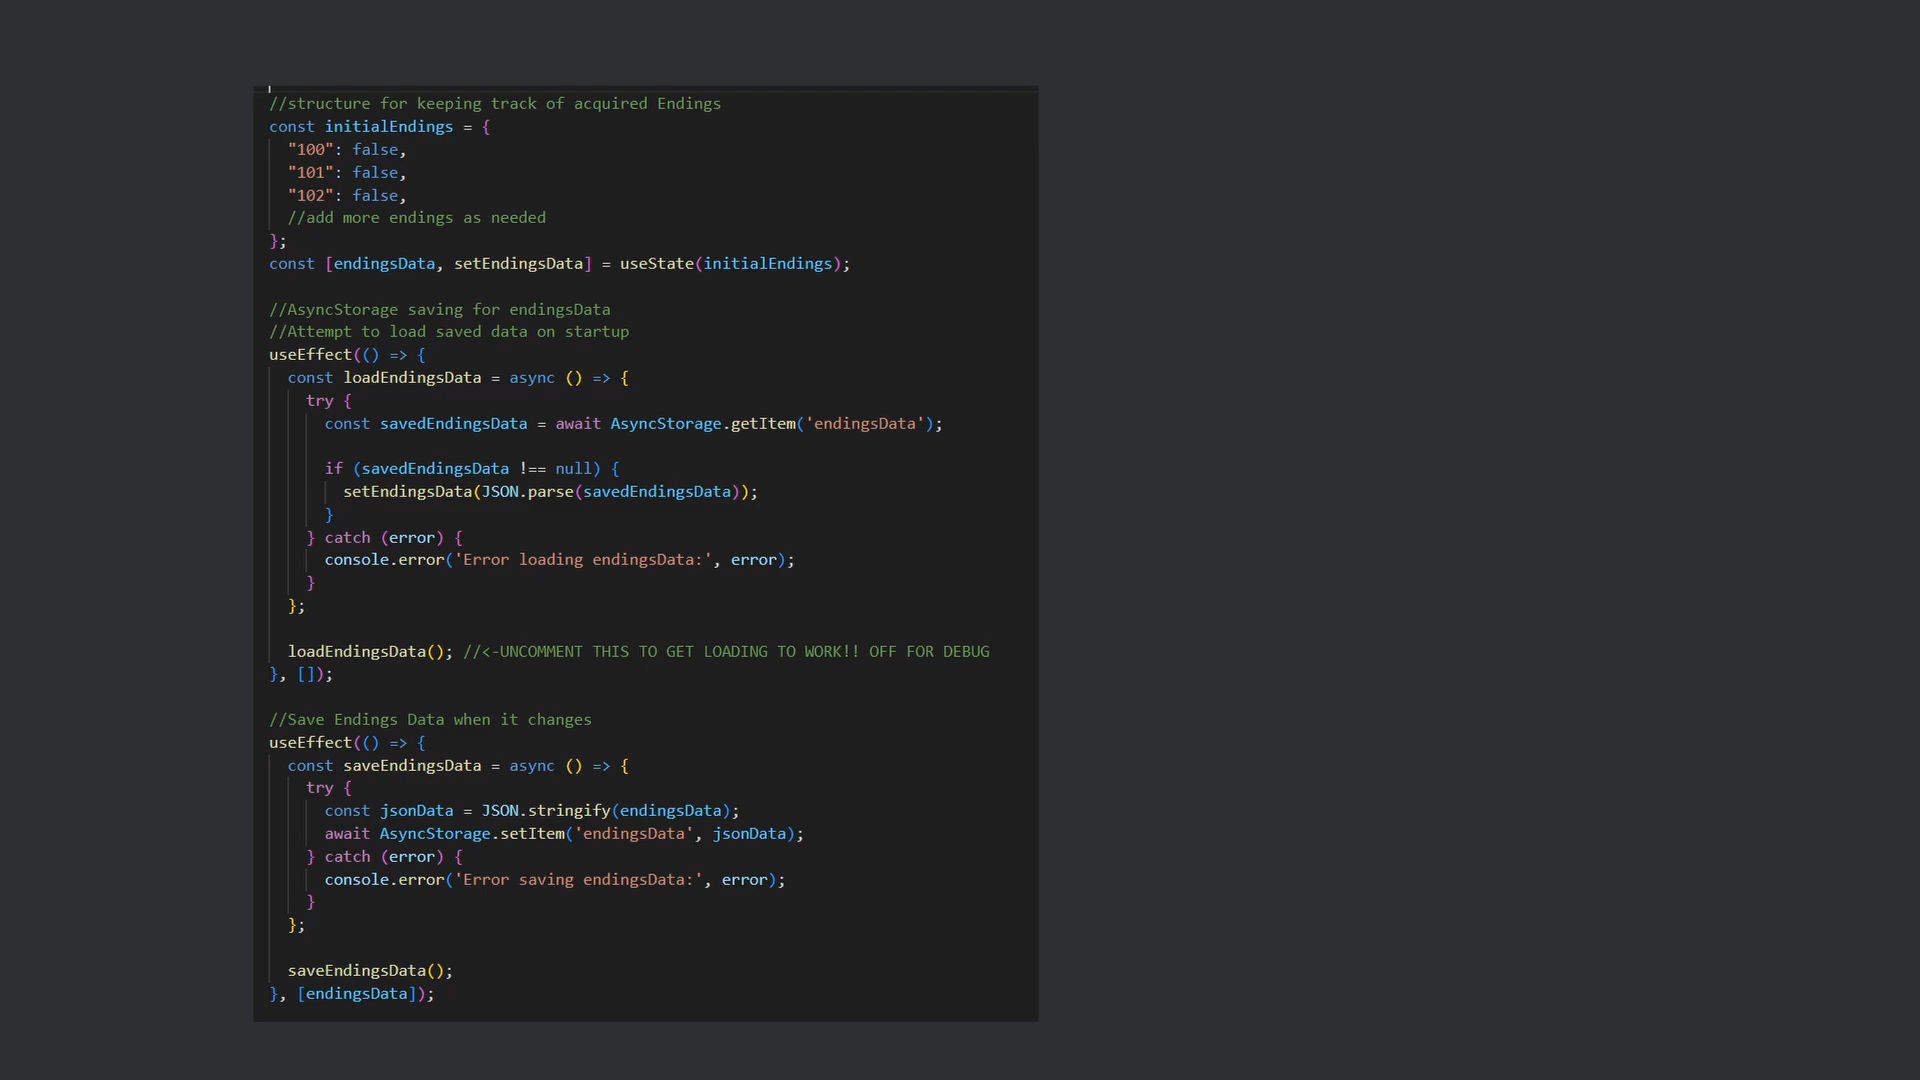 //structure for keeping track of acquired Endings
const initialEndings = {
"100": false,
"101": false,
"102": false,
//add more endings as needed
};
const [endingsData, setEndingsData] = useState(initialEndings);
//AsyncStorage saving for endingsData
//Attempt to load saved data on startup
useEffect(() => {
const loadEndingsData = async () => {
try {
const savedEndingsData = await AsyncStorage.getItem('endingsData');
if (savedEndingsData !== null) {
setEndingsData(JSON.parse(savedEndingsData));
}
} catch (error) {
console.error('Error loading endingsData:', error);
}
};
loadEndingsData(); //<-UNCOMMENT THIS TO GET LOADING TO WORK!! OFF FOR DEBUG
}, []);
//Save Endings Data when it changes
useEffect(() => {
const saveEndingsData = async () => {
try {
const jsonData = JSON.stringify(endingsData);
await AsyncStorage.setItem('endingsData', jsonData);
} catch (error) {
console.error('Error saving endingsData:', error);
}
};
saveEndingsData();
}, [endingsData]);